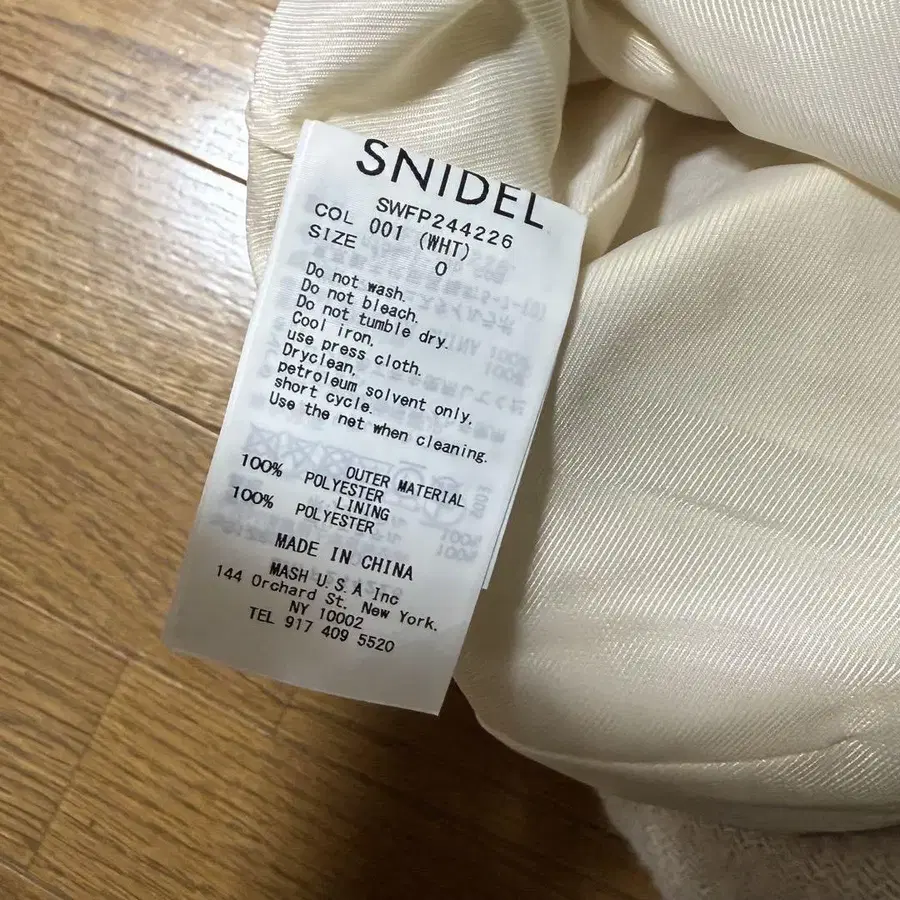 SNIDEL
SWFP244226
COL 001 (WHT)
SIZE 0
Do not wash.
Do not bleach.
Do not tumble dry.
Cool iron.
use press cloth.
Dryclean,
petroleum solvent only,
short cycle.
Use the net when cleaning.
OUTER MATERIAL
100% POLYESTER
LINING
100% POLYESTER
MADE IN CHINA
MASH U.S.A Inc
144 Orchard St. New York.
NY 10002
TEL 917 409 5520